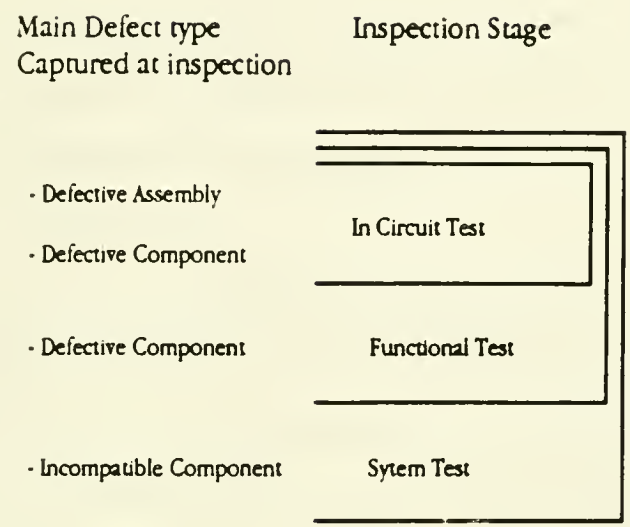 Main Defect type
Captured at inspection
Inspection Stage
- Defective Assembly
- Defective Component
In Circuit Test
- Defective Component
Functional Test
- Incompatible Component
Sytem Test